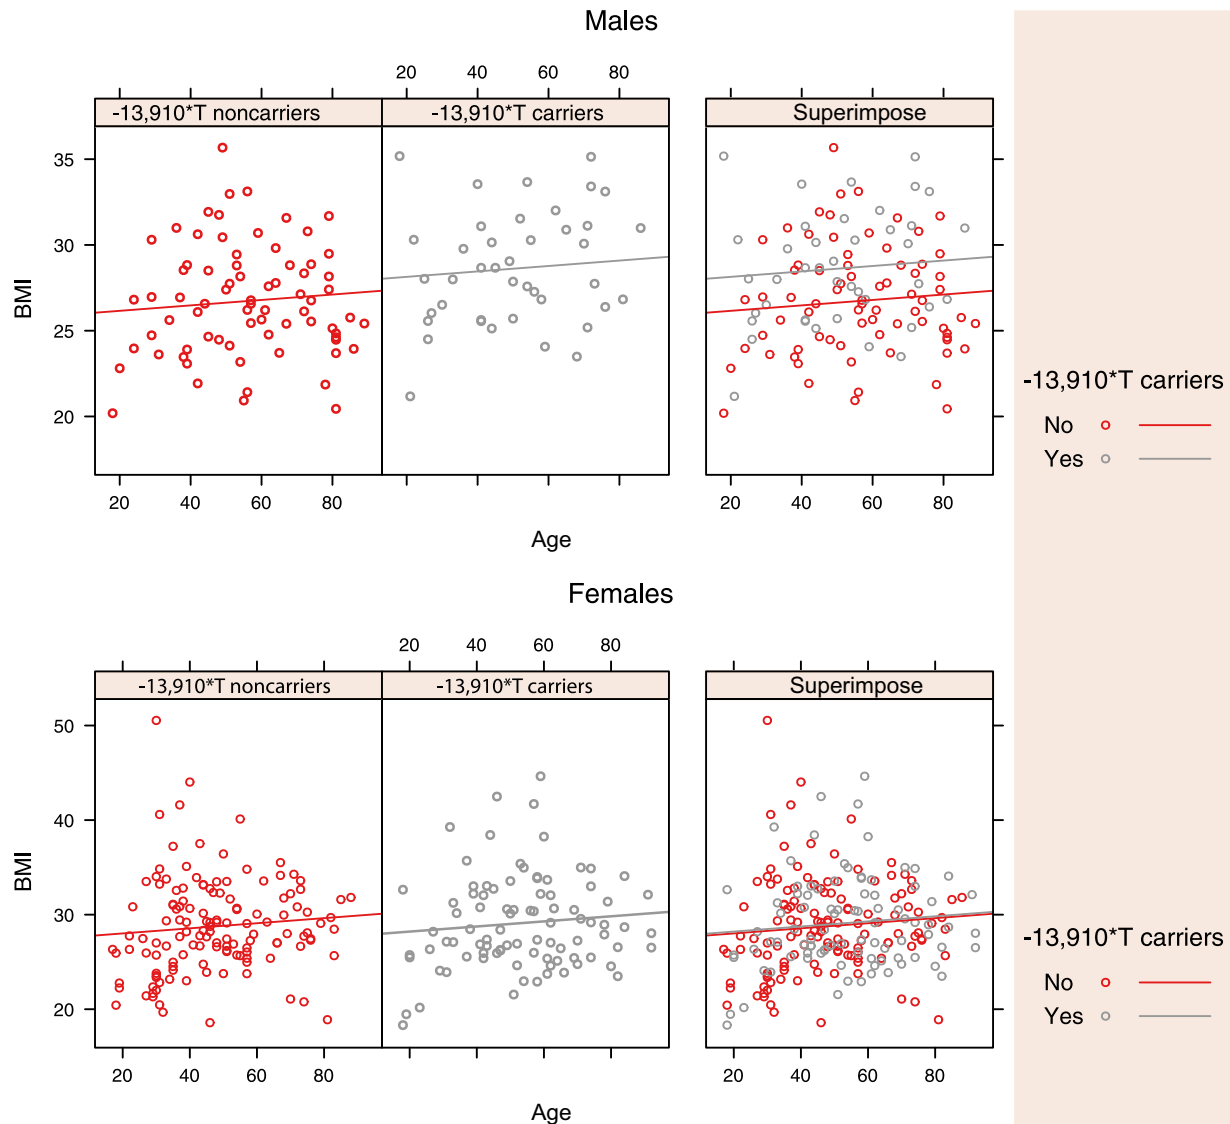 Males
20 40 60 80
-13,910*T noncarriers -13,910*T carriers Superimpose
35
30
25
20
BMI
20 40 60 80 20 40 60 80
Age
-13,910*T carriers
No
Yes
Females
20 40 60 80
-13,910*T noncarriers -13,910*T carriers Superimpose
50
40
30
20
BMI
20 40 60 80 20 40 60 80
Age
-13,910*T carriers
No
Yes